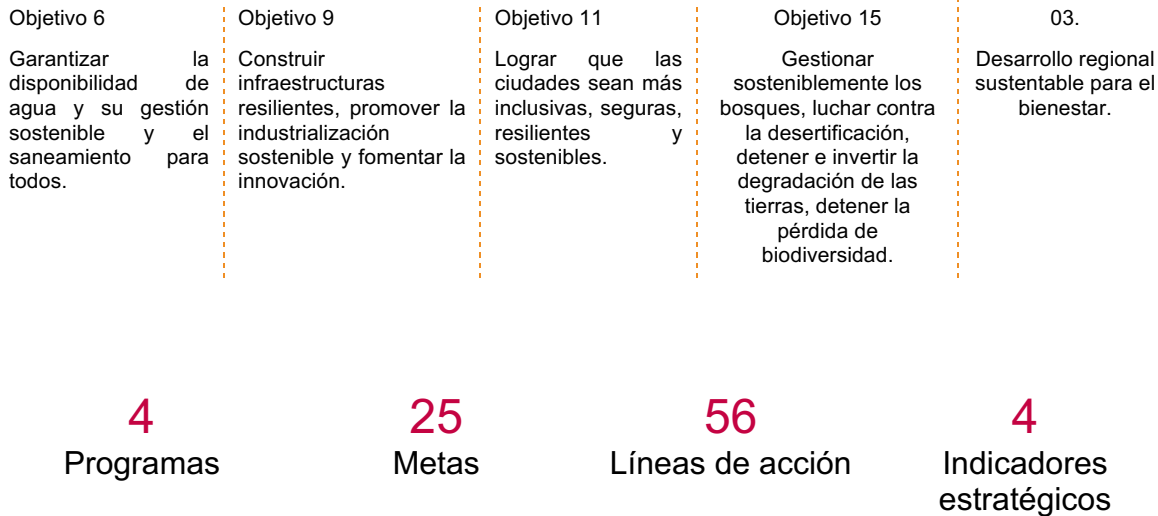 Objetivo 6
Garantizar la
disponibilidad de
agua y su gestión
sostenible y el
saneamiento para
todos.
Objetivo 9
Construir
infraestructuras
resilientes, promover la
industrialización
sostenible y fomentar la
innovación.
Objetivo 11
Lograr que las
ciudades sean más
inclusivas, seguras,
resilientes y
sostenibles.
Objetivo 15
Gestionar
sosteniblemente los
bosques, luchar contra
la desertificación,
detener e invertir la
degradación de las
tierras, detener la
pérdida de
biodiversidad.
03.
Desarrollo regional
sustentable para el
bienestar.
4
Programas
25
Metas
56
Líneas de acción
4
Indicadores
estratégicos